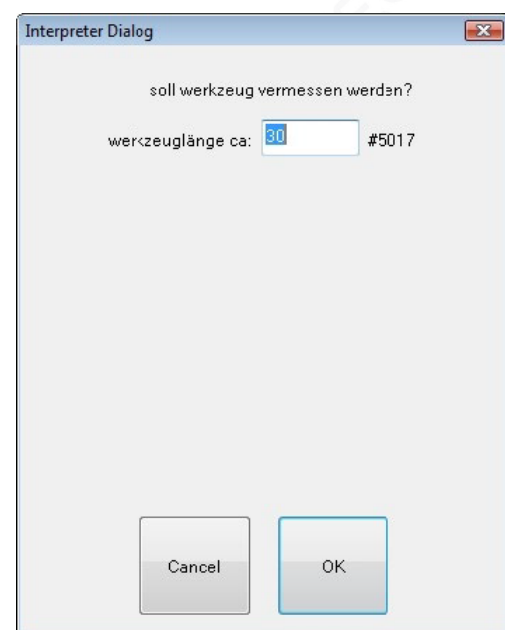 Interpreter Dialog
soll werkzeug vermessen werden?
werkzeuglänge ca: 30 #5017
Cancel OK